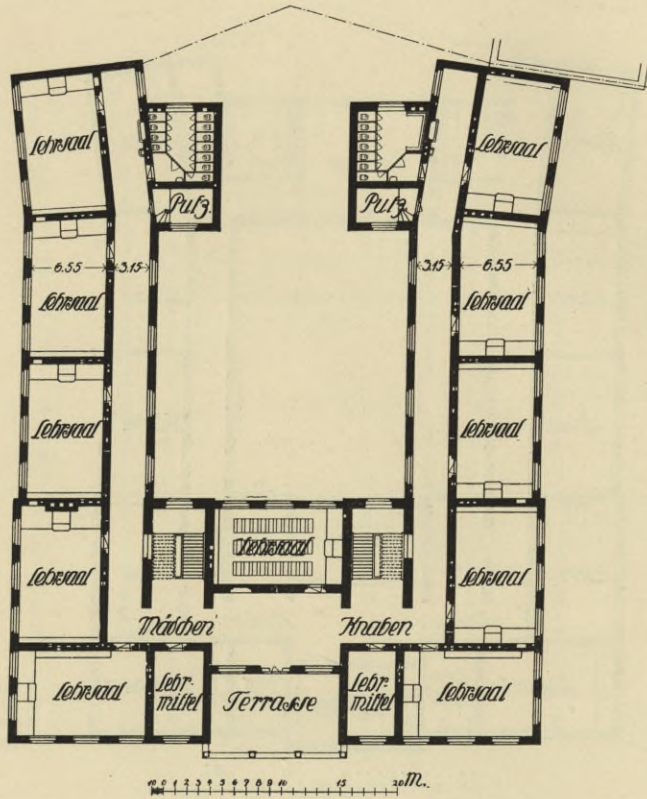 Lehrsaal
Lehrsaal
Putz.
Putz.
6.55
3.15
3.15
6.55
Lehrsaal
Lehrsaal
Lehrsaal
Lehrsaal
Lehrsaal
Lehrsaal
Lehrsaal
Mädchen
Knaben
Lehrsaal
Lehr-
mittel
Terrasse
Lehr-
mittel
Lehrsaal
10 0 1 2 3 4 5 6 7 8 9 10 15 20 m.